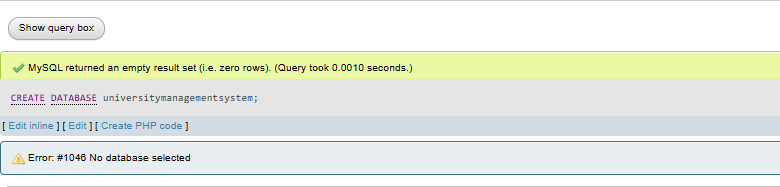 Show query box
MySQL returned an empty result set (i.e. zero rows). (Query took 0.0010 seconds.)
CREATE DATABASE universitymanagementsystem;
[ Edit inline ] [ Edit ] [ Create PHP code ]
Error: #1046 No database selected